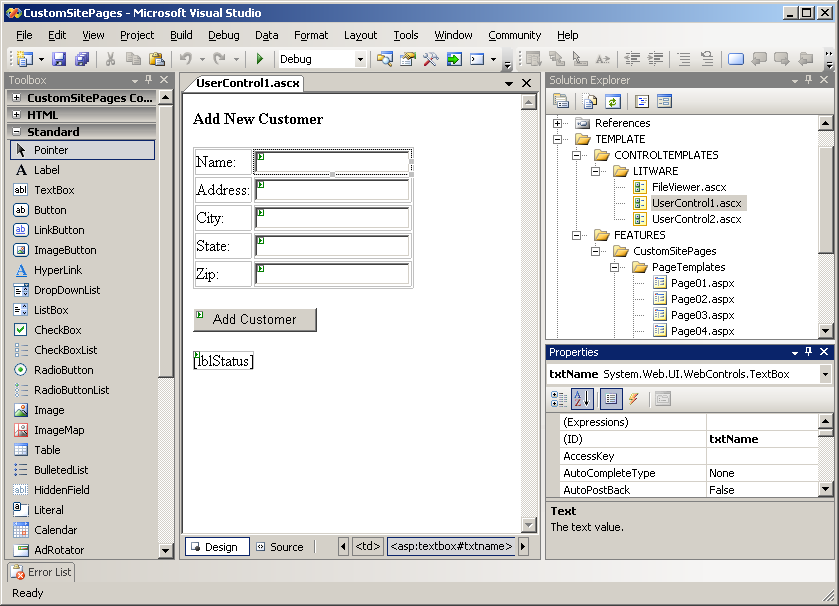 CustomSitePages - Microsoft Visual Studio
File Edit View Project Build Debug Data Format Layout Tools Window Community Help
Debug
Toolbox
CustomSitePages Co...
HTML
Standard
Pointer
Label
TextBox
Button
LinkButton
ImageButton
HyperLink
DropDownList
ListBox
CheckBox
CheckBoxList
RadioButton
RadioButtonList
Image
ImageMap
Table
BulletedList
HiddenField
Literal
Calendar
AdRotator
UserControl1.ascx
Add New Customer
Name:
Address:
City:
State:
Zip:
Add Customer
[lblStatus]
Design Source <td> <asp:textbox#txtname>
Solution Explorer
References
TEMPLATE
CONTROLTEMPLATES
LITWARE
FileViewer.ascx
UserControl1.ascx
UserControl2.ascx
FEATURES
CustomSitePages
PageTemplates
Page01.aspx
Page02.aspx
Page03.aspx
Page04.aspx
Properties
txtName System.Web.UI.WebControls.TextBox
(Expressions)
(ID) txtName
AccessKey
AutoCompleteType None
AutoPostBack False
Text
The text value.
Error List
Ready